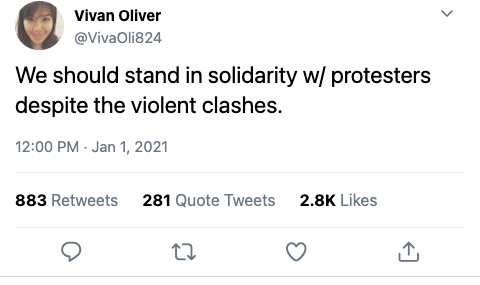 Vivan Oliver
@VivaOli824
We should stand in solidarity w/ protesters
despite the violent clashes.
12:00 PM · Jan 1, 2021
883 Retweets 281 Quote Tweets 2.8K Likes